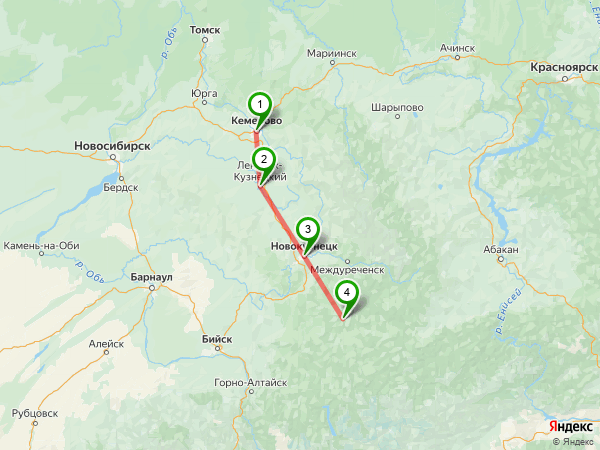 р. Обь
Томск
Мариинск
Ачинск
р. Ен
Красноярск
Юрга
1
Шарыпово
Кемерово
Новосибирск
2
Бердск
Кузнецкий
3
Камень-на-Оби
Новокузнецк
Абакан
р. Обь
Барнаул
Междуреченск
4
р. Енисей
Алейск
Бийск
Горно-Алтайск
Рубцовск
Яндекс
© Яндекс